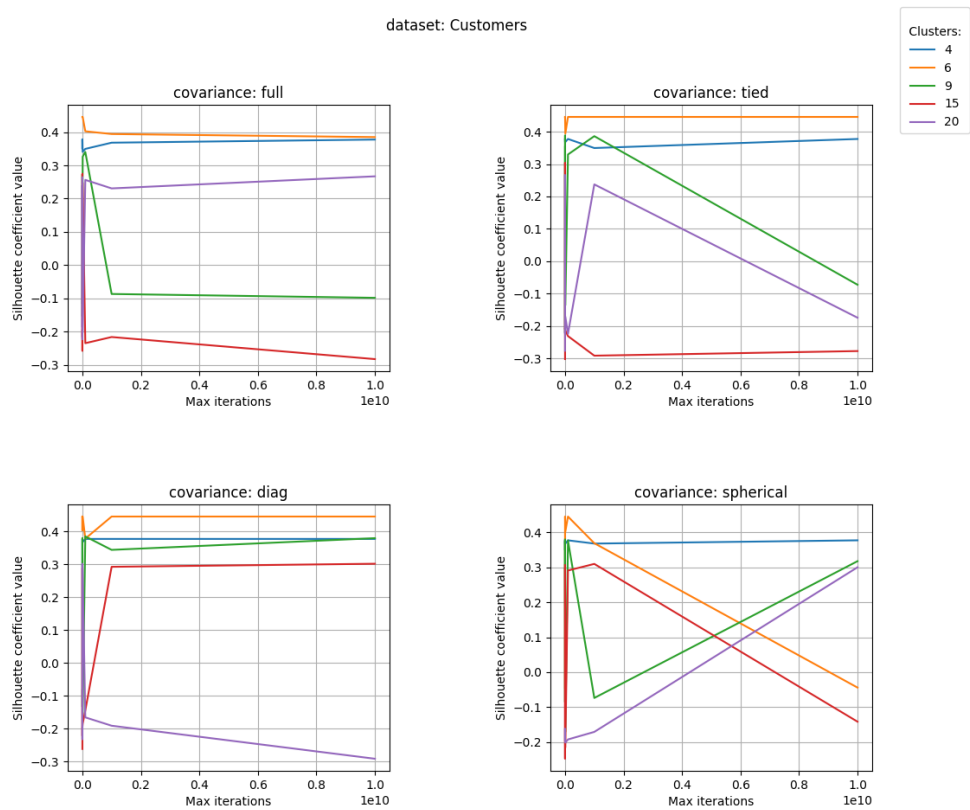 dataset: Customers
Clusters:
4
6
9
15
20
covariance: full
Silhouette coefficient value
0.4
0.3
0.2
0.1
0.0
−0.1
−0.2
−0.3
0.0 0.2 0.4 0.6 0.8 1.0
1e10
Max iterations
covariance: tied
Silhouette coefficient value
0.4
0.3
0.2
0.1
0.0
−0.1
−0.2
−0.3
0.0 0.2 0.4 0.6 0.8 1.0
1e10
Max iterations
covariance: diag
Silhouette coefficient value
0.4
0.3
0.2
0.1
0.0
−0.1
−0.2
−0.3
0.0 0.2 0.4 0.6 0.8 1.0
1e10
Max iterations
covariance: spherical
Silhouette coefficient value
0.4
0.3
0.2
0.1
0.0
−0.1
−0.2
0.0 0.2 0.4 0.6 0.8 1.0
1e10
Max iterations